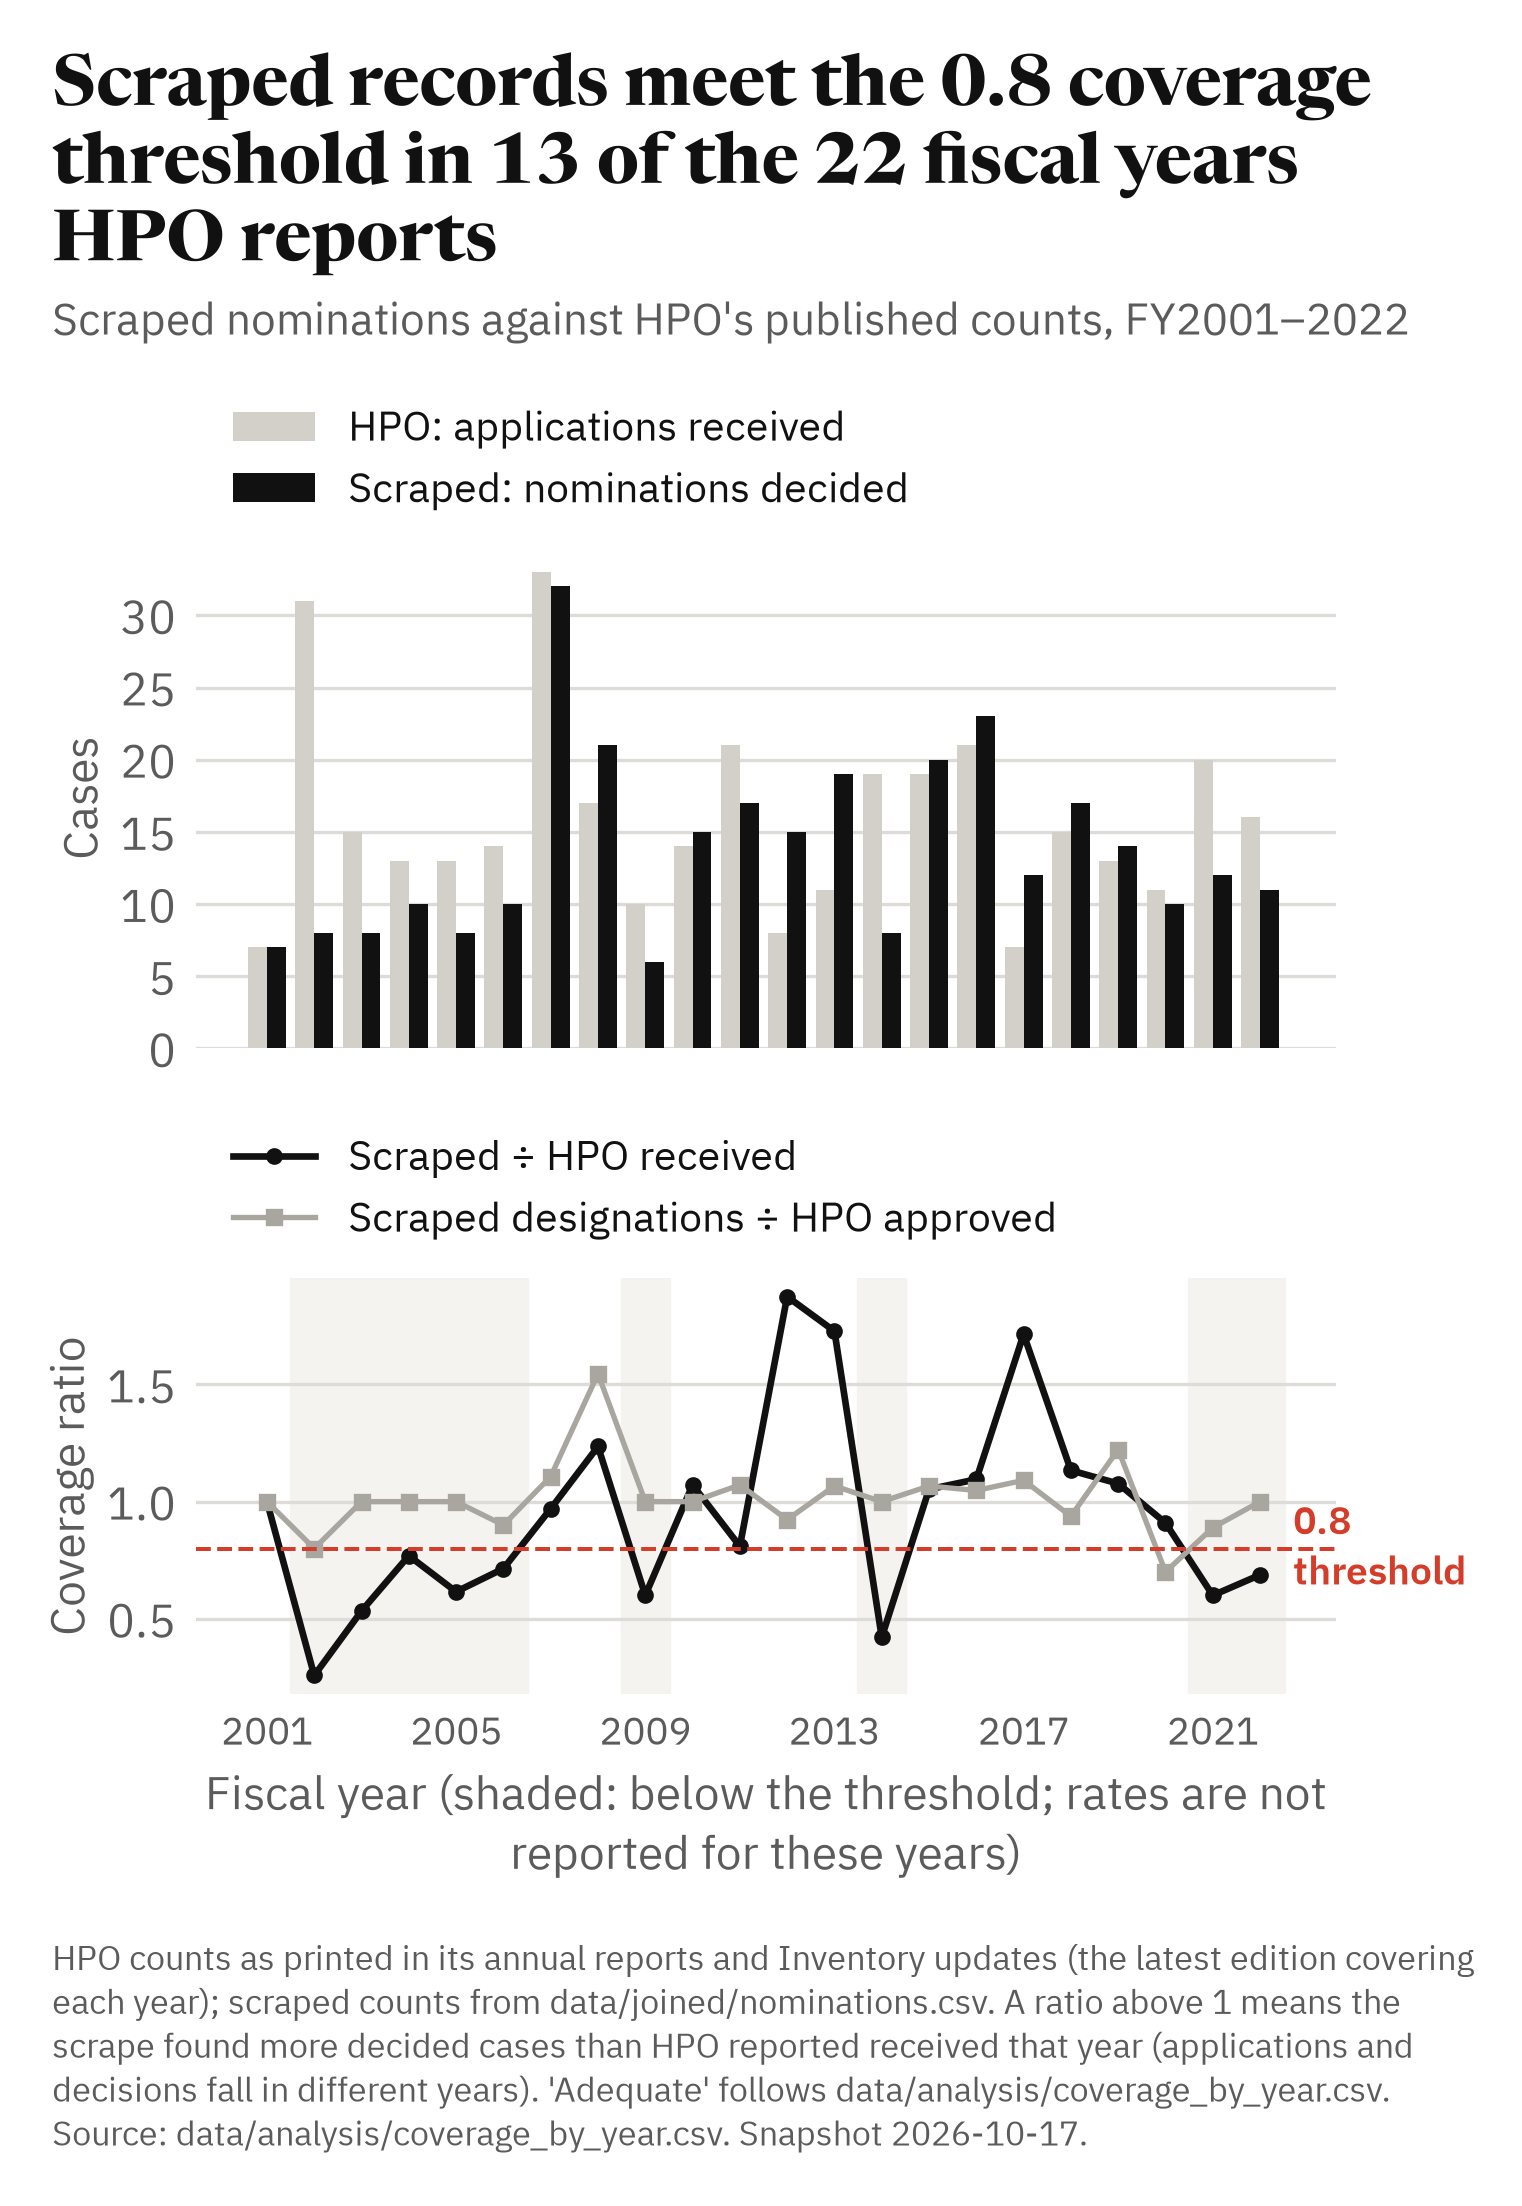 Scraped records meet the 0.8 coverage
threshold in 13 of the 22 fiscal years
HPO reports
Scraped nominations against HPO's published counts, FY2001–2022
HPO: applications received
Scraped: nominations decided
30
25
20
15
10
5
0
Cases
Scraped ÷ HPO received
Scraped designations ÷ HPO approved
1.5
1.0
0.5
Coverage ratio
0.8
threshold
2001 2005 2009 2013 2017 2021
Fiscal year (shaded: below the threshold; rates are not
reported for these years)
HPO counts as printed in its annual reports and Inventory updates (the latest edition covering
each year); scraped counts from data/joined/nominations.csv. A ratio above 1 means the
scrape found more decided cases than HPO reported received that year (applications and
decisions fall in different years). 'Adequate' follows data/analysis/coverage_by_year.csv.
Source: data/analysis/coverage_by_year.csv. Snapshot 2026-10-17.